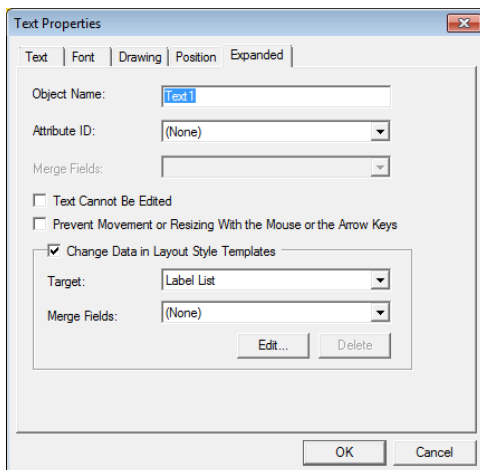 Text Properties
Text Font Drawing Position Expanded
Object Name: Text1
Attribute ID: (None)
Merge Fields:
Text Cannot Be Edited
Prevent Movement or Resizing With the Mouse or the Arrow Keys
Change Data in Layout Style Templates
Target: Label List
Merge Fields: (None)
Edit... Delete
OK Cancel